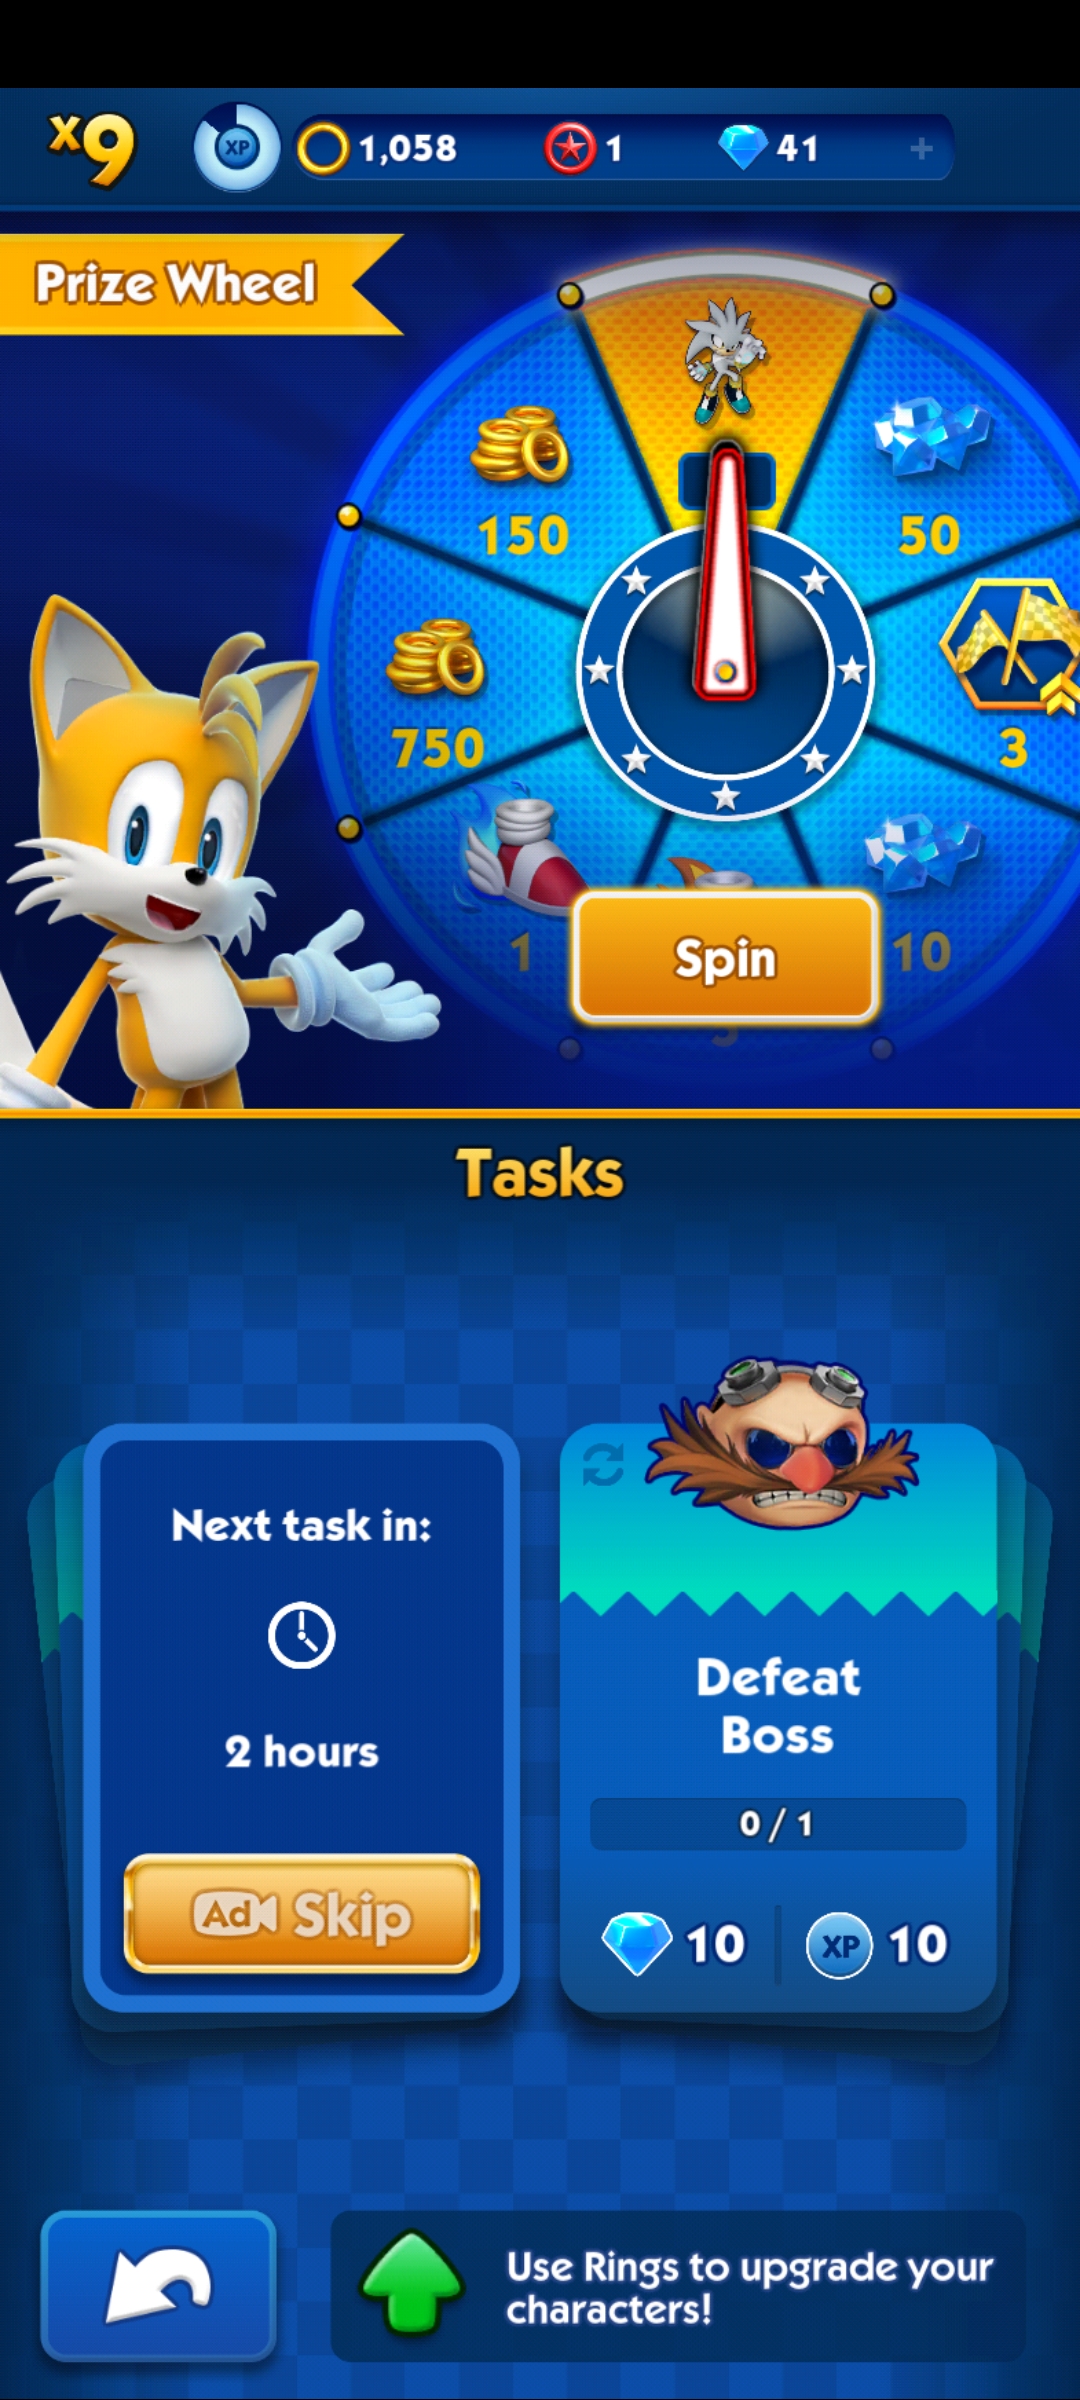 x9
XP
1,058
1
41
+
Prize Wheel
150
50
750
3
1
10
3
Spin
Tasks
Next task in:
2 hours
Ad Skip
Defeat
Boss
0 / 1
10
XP 10
Use Rings to upgrade your
characters!